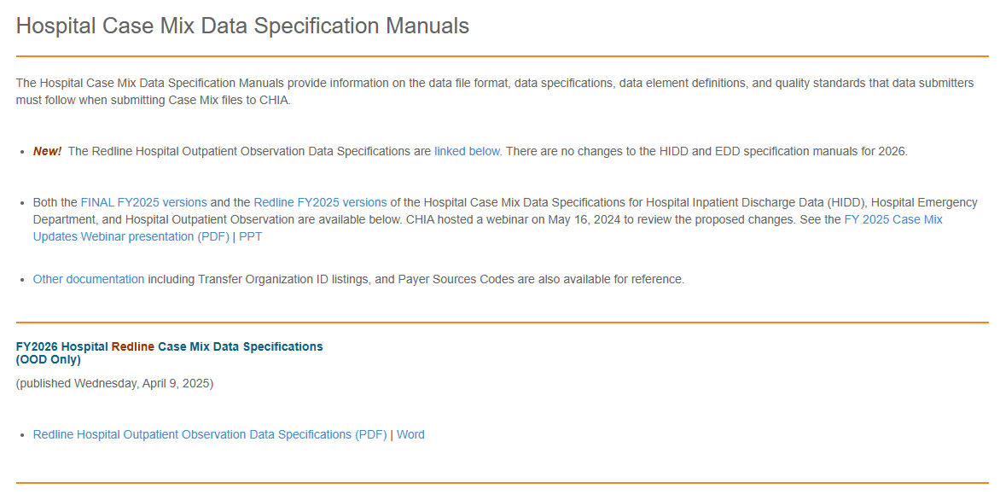 Hospital Case Mix Data Specification Manuals
The Hospital Case Mix Data Specification Manuals provide information on the data file format, data specifications, data element definitions, and quality standards that data submitters
must follow when submitting Case Mix files to CHIA.
• New! The Redline Hospital Outpatient Observation Data Specifications are linked below. There are no changes to the HIDD and EDD specification manuals for 2026.
• Both the FINAL FY2025 versions and the Redline FY2025 versions of the Hospital Case Mix Data Specifications for Hospital Inpatient Discharge Data (HIDD), Hospital Emergency
Department, and Hospital Outpatient Observation are available below. CHIA hosted a webinar on May 16, 2024 to review the proposed changes. See the FY 2025 Case Mix
Updates Webinar presentation (PDF) | PPT
• Other documentation including Transfer Organization ID listings, and Payer Sources Codes are also available for reference.
FY2026 Hospital Redline Case Mix Data Specifications
(OOD Only)
(published Wednesday, April 9, 2025)
• Redline Hospital Outpatient Observation Data Specifications (PDF) | Word